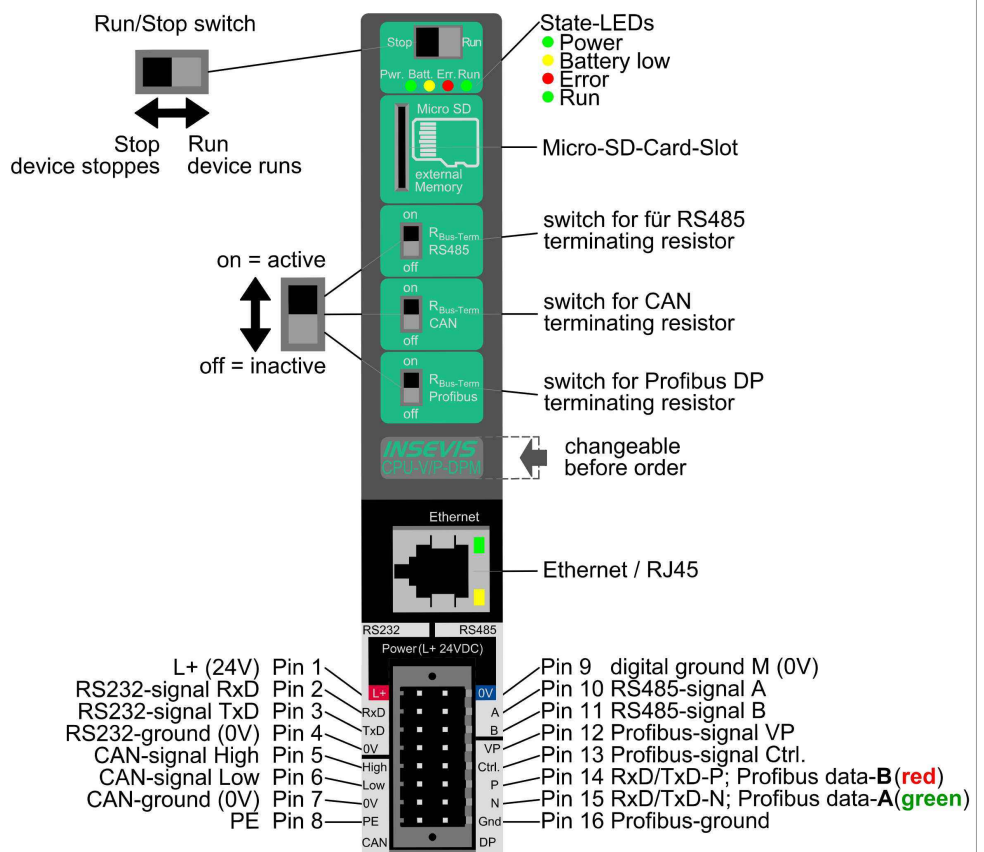 Run/Stop switch
Stop
device stoppes
Run
device runs
on = active
off = inactive
Stop
Run
Pwr. Batt. Err. Run
Micro SD
external
Memory
on
RBus-Term
RS485
off
on
RBus-Term
CAN
off
on
RBus-Term
Profibus
off
INSEVIS
CPU-V/P-DPM
State-LEDs
Power
Battery low
Error
Run
Micro-SD-Card-Slot
switch for für RS485
terminating resistor
switch for CAN
terminating resistor
switch for Profibus DP
terminating resistor
changeable
before order
Ethernet
Ethernet / RJ45
RS232
RS485
Power(L+ 24VDC)
L+ (24V) Pin 1
RS232-signal RxD Pin 2
RS232-signal TxD Pin 3
RS232-ground (0V) Pin 4
CAN-signal High Pin 5
CAN-signal Low Pin 6
CAN-ground (0V) Pin 7
PE Pin 8
L+
RxD
TxD
0V
High
Low
0V
PE
CAN
0V
A
B
VP
Ctrl.
P
N
Gnd
DP
Pin 9 digital ground M (0V)
Pin 10 RS485-signal A
Pin 11 RS485-signal B
Pin 12 Profibus-signal VP
Pin 13 Profibus-signal Ctrl.
Pin 14 RxD/TxD-P; Profibus data-B(red)
Pin 15 RxD/TxD-N; Profibus data-A(green)
Pin 16 Profibus-ground